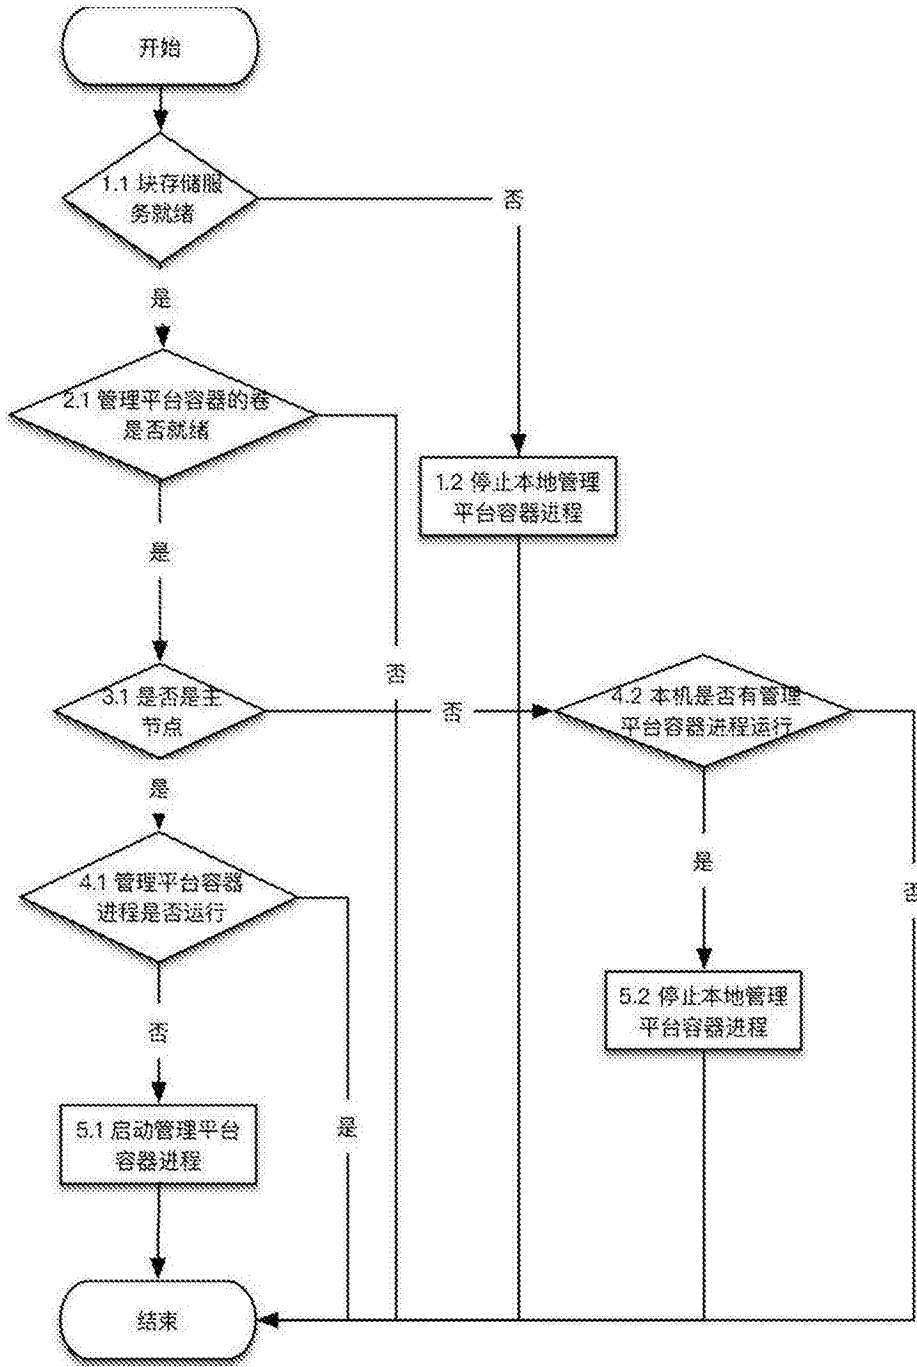 开始
1.1 块存储服
务就绪
否
是
2.1 管理平台容器的卷
是否就绪
1.2 停止本地管理
平台容器进程
是
否
3.1 是否是主
节点
否
4.2 本机是否有管理
平台容器进程运行
是
4.1 管理平台容器
进程是否运行
是
否
5.2 停止本地管理
平台容器进程
否
5.1 启动管理平台
容器进程
是
结束